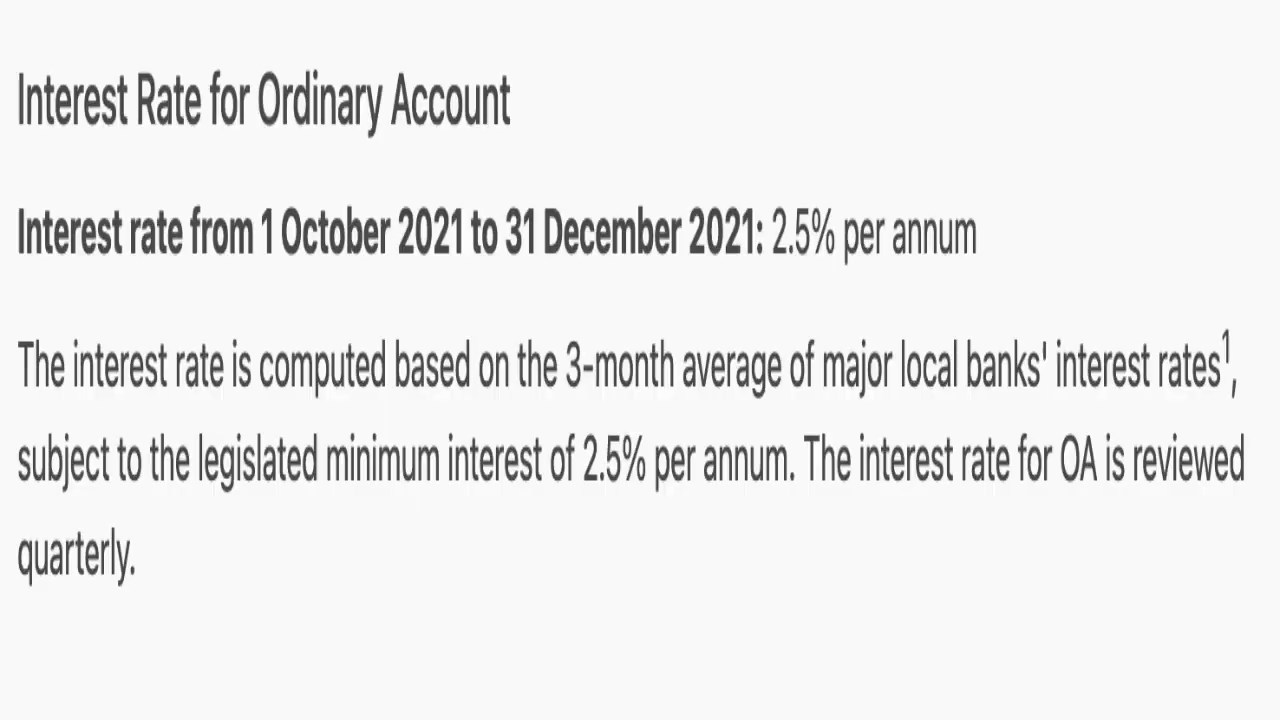 Interest Rate for Ordinary Account
Interest rate from 1 October 2021 to 31 December 2021: 2.5% per annum
The interest rate is computed based on the 3-month average of major local banks' interest rates¹,
subject to the legislated minimum interest of 2.5% per annum. The interest rate for OA is reviewed
quarterly.